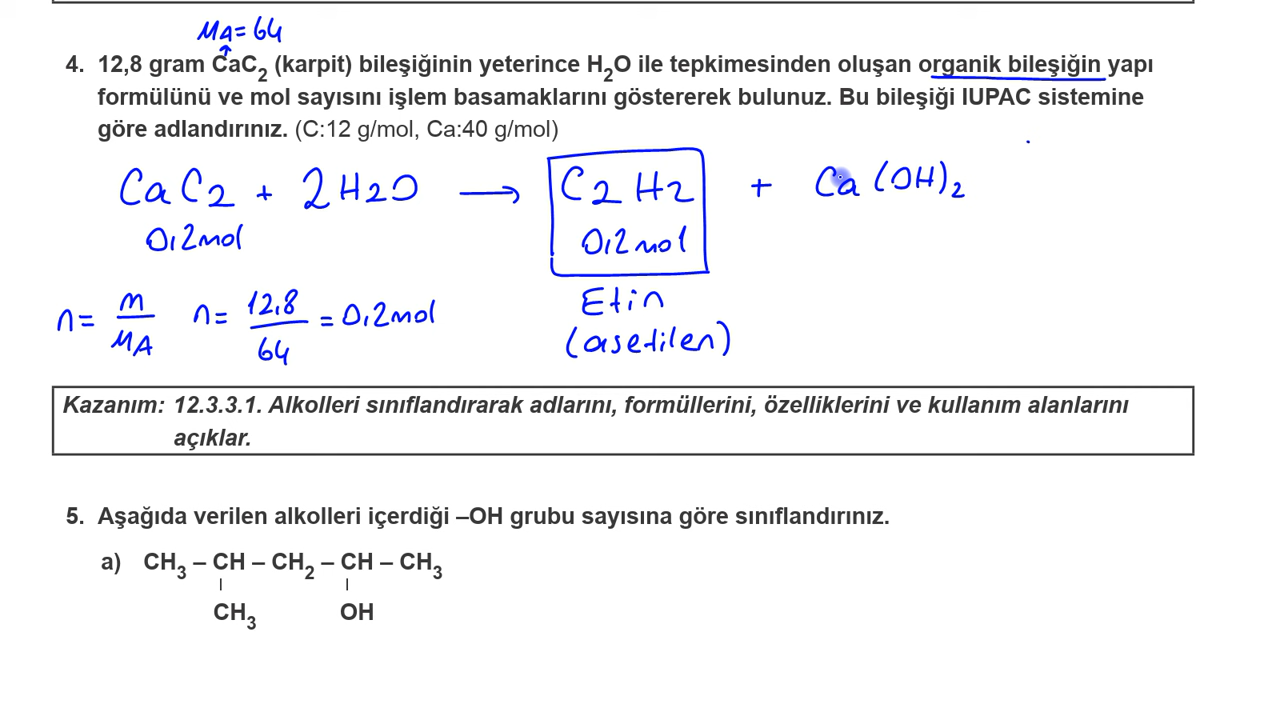 MA=64
4. 12,8 gram CaC2 (karpit) bileşiğinin yeterince H2O ile tepkimesinden oluşan organik bileşiğin yapı
formülünü ve mol sayısını işlem basamaklarını göstererek bulunuz. Bu bileşiği IUPAC sistemine
göre adlandırınız. (C:12 g/mol, Ca:40 g/mol)
CaC2 + 2H2O → C2H2 + Ca(OH)2
0,2mol 0,2mol
n= m/MA n= 12,8/64 = 0,2mol
Etin
(asetilen)
Kazanım: 12.3.3.1. Alkolleri sınıflandırarak adlarını, formüllerini, özelliklerini ve kullanım alanlarını
açıklar.
5. Aşağıda verilen alkolleri içerdiği –OH grubu sayısına göre sınıflandırınız.
a) CH3 – CH – CH2 – CH – CH3
CH3 OH